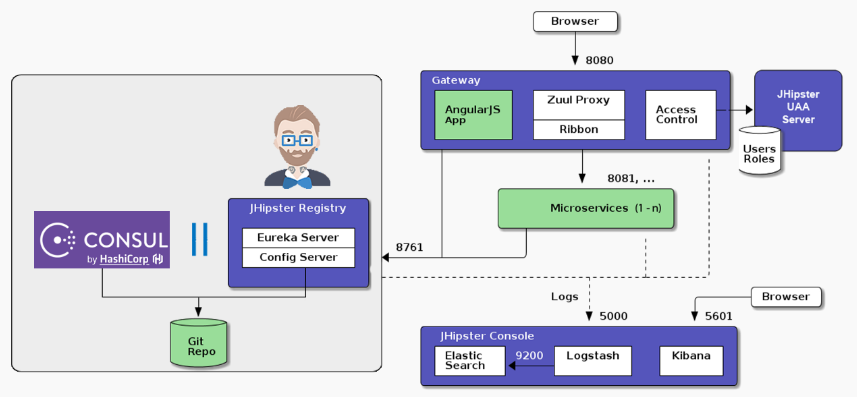 Browser
8080
Gateway
AngularJS
App
Zuul Proxy
Ribbon
Access
Control
JHipster
UAA
Server
Users
Roles
8081, ...
Microservices (1-n)
JHipster Registry
Eureka Server
Config Server
CONSUL
by HashiCorp
8761
Git
Repo
Logs
5000
5601
Browser
JHipster Console
Elastic
Search
9200
Logstash
Kibana